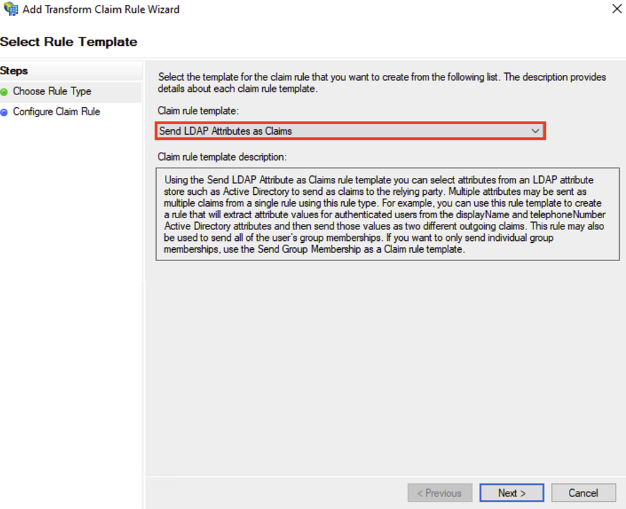 Add Transform Claim Rule Wizard
Select Rule Template
Steps
Choose Rule Type
Configure Claim Rule
Select the template for the claim rule that you want to create from the following list. The description provides
details about each claim rule template.
Claim rule template:
Send LDAP Attributes as Claims
Claim rule template description:
Using the Send LDAP Attribute as Claims rule template you can select attributes from an LDAP attribute
store such as Active Directory to send as claims to the relying party. Multiple attributes may be sent as
multiple claims from a single rule using this rule type. For example, you can use this rule template to create
a rule that will extract attribute values for authenticated users from the displayName and telephoneNumber
Active Directory attributes and then send those values as two different outgoing claims. This rule may also
be used to send all of the user's group memberships. If you want to only send individual group
memberships, use the Send Group Membership as a Claim rule template.
< Previous
Next >
Cancel